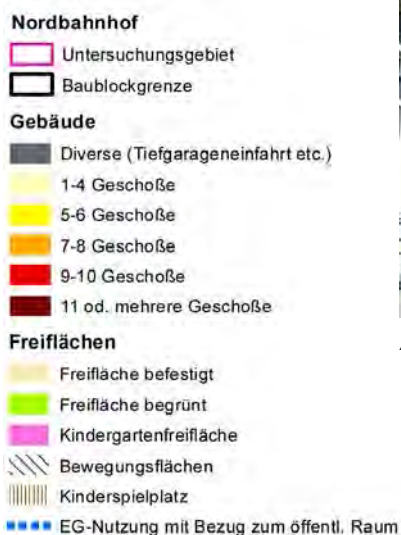 Nordbahnhof
Untersuchungsgebiet
Baublockgrenze
Gebäude
Diverse (Tiefgarageneinfahrt etc.)
1-4 Geschoße
5-6 Geschoße
7-8 Geschoße
9-10 Geschoße
11 od. mehrere Geschoße
Freiflächen
Freifläche befestigt
Freifläche begrünt
Kindergartenfreifläche
Bewegungsflächen
Kinderspielplatz
EG-Nutzung mit Bezug zum öffentl. Raum